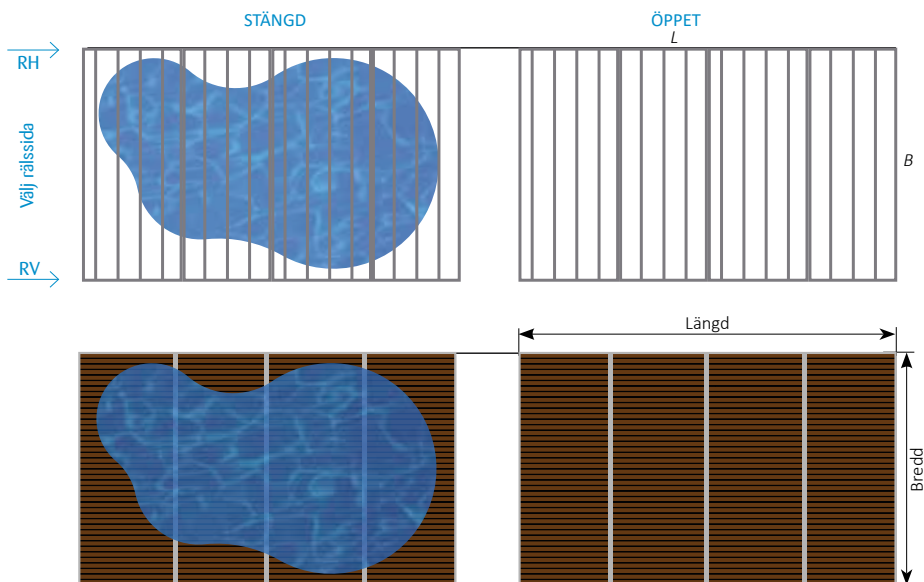 STÄNGD
ÖPPET
L
RH
Välj rälssida
B
RV
Längd
Bredd